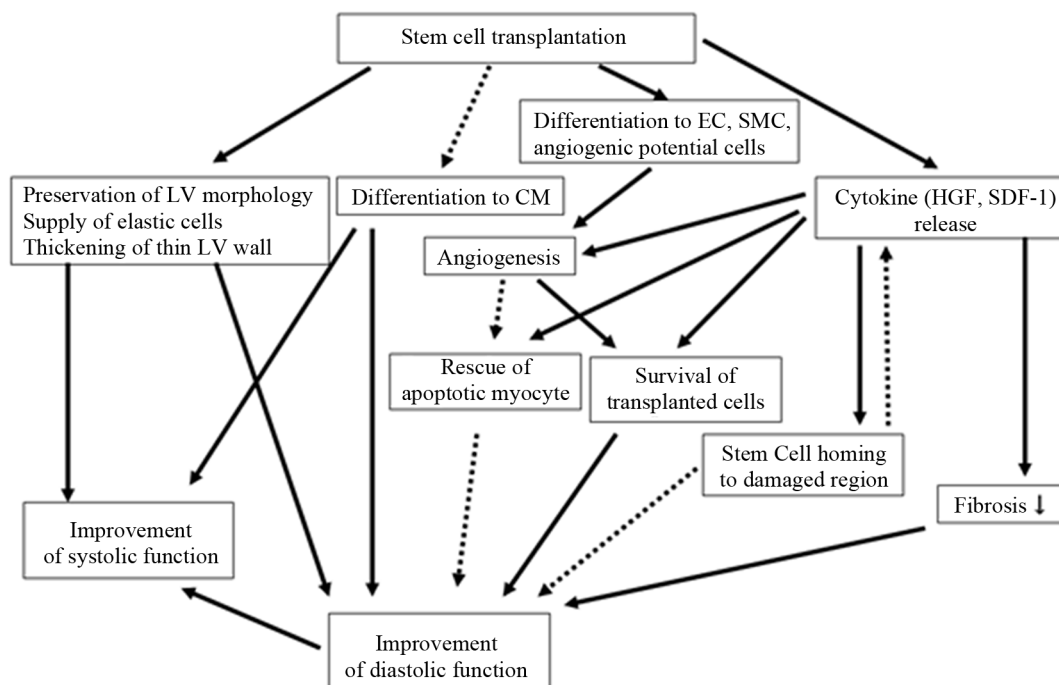 Stem cell transplantation
Differentiation to EC, SMC,
angiogenic potential cells
Preservation of LV morphology
Supply of elastic cells
Thickening of thin LV wall
Differentiation to CM
Cytokine (HGF, SDF-1)
release
Angiogenesis
Rescue of
apoptotic myocyte
Survival of
transplanted cells
Stem Cell homing
to damaged region
Fibrosis ↓
Improvement
of systolic function
Improvement
of diastolic function